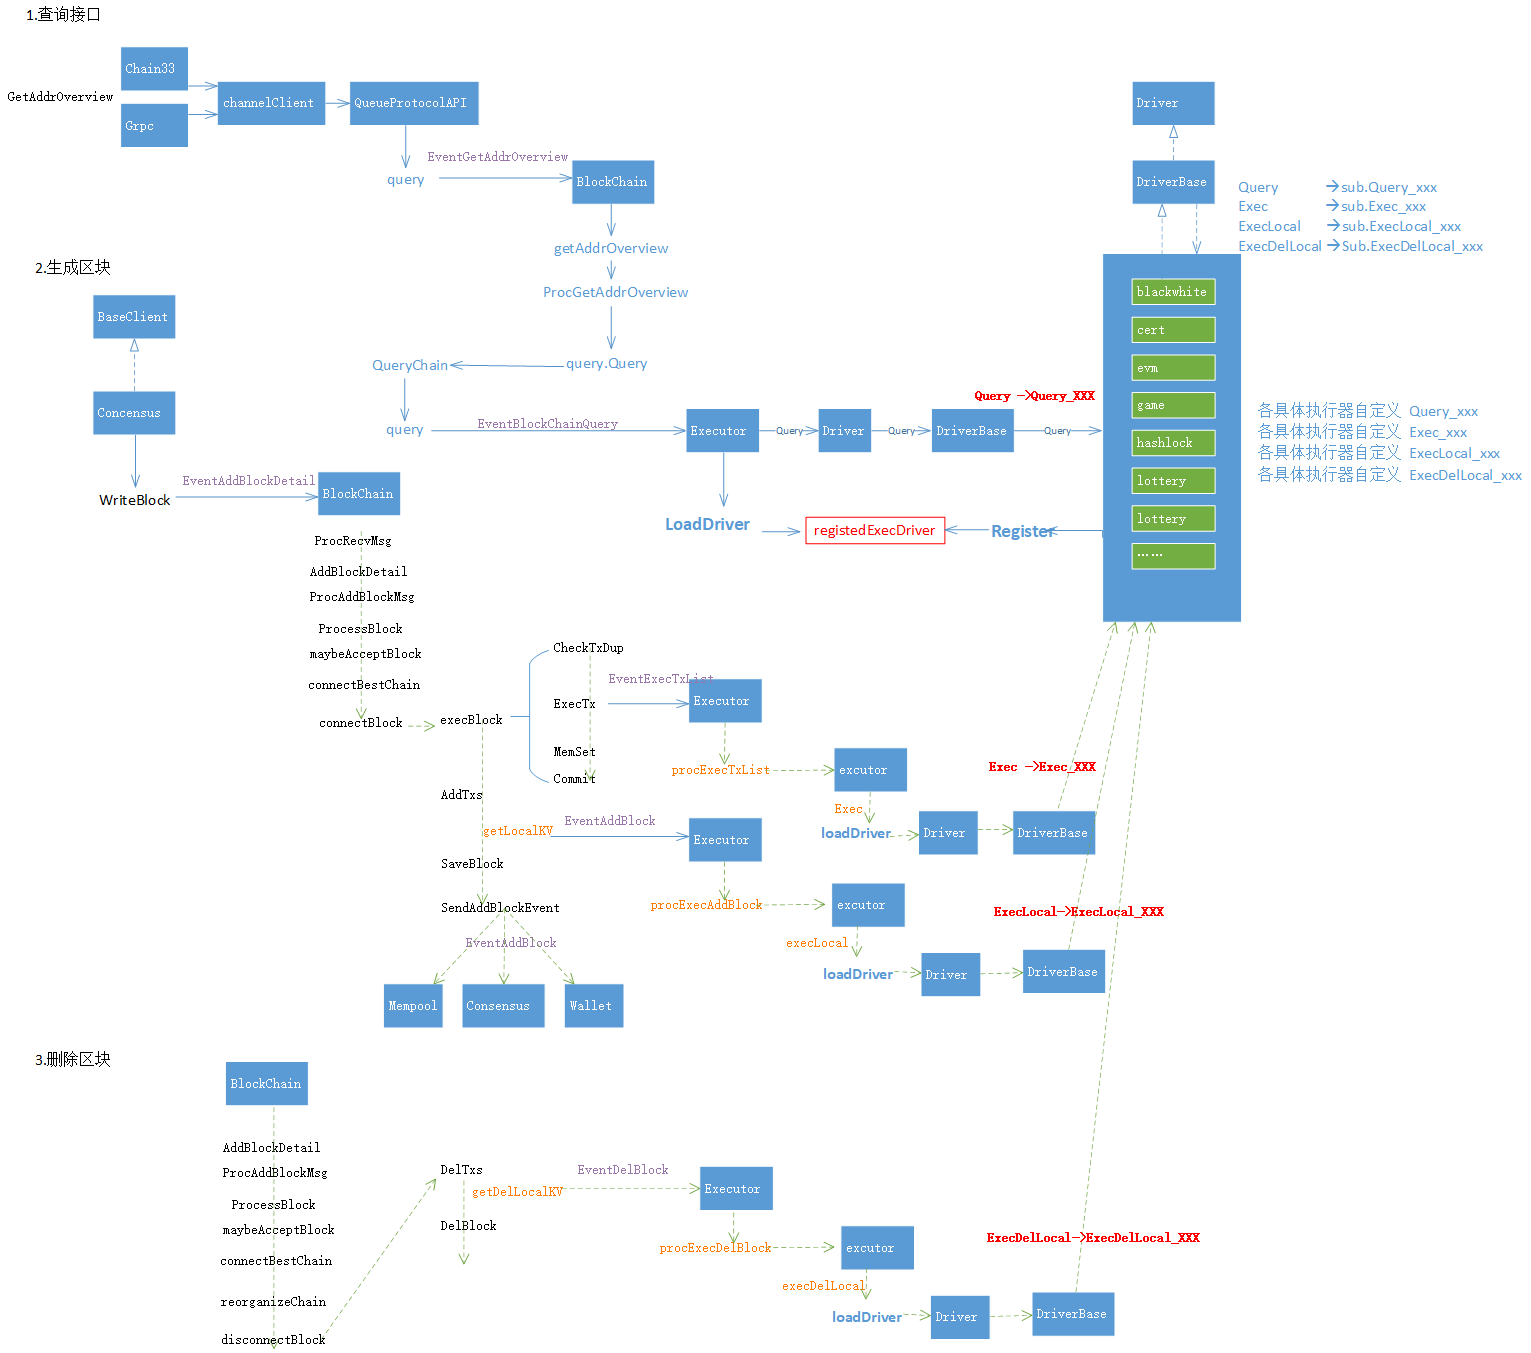 1.查询接口
Chain33
GetAddrOverview
Grpc
channelClient
QueueProtocolAPI
query
EventGetAddrOverview
BlockChain
getAddrOverview
ProcGetAddrOverview
query.Query
QueryChain
query
EventBlockChainQuery
Executor
Query
Driver
Query
DriverBase
Query
Query ->Query_XXX
LoadDriver
registedExecDriver
Register
Driver
DriverBase
Query →sub.Query_xxx
Exec →sub.Exec_xxx
ExecLocal →sub.ExecLocal_xxx
ExecDelLocal →Sub.ExecDelLocal_xxx
blackwhite
cert
evm
game
hashlock
lottery
lottery
……
各具体执行器自定义 Query_xxx
各具体执行器自定义 Exec_xxx
各具体执行器自定义 ExecLocal_xxx
各具体执行器自定义 ExecDelLocal_xxx
2.生成区块
BaseClient
Concensus
WriteBlock
EventAddBlockDetail
BlockChain
ProcRecvMsg
AddBlockDetail
ProcAddBlockMsg
ProcessBlock
maybeAcceptBlock
connectBestChain
connectBlock
execBlock
CheckTxDup
ExecTx
MemSet
Commit
EventExecTxList
Executor
procExecTxList
excutor
Exec
loadDriver
Driver
DriverBase
Exec ->Exec_XXX
AddTxs
getLocalKV
EventAddBlock
Executor
procExecAddBlock
excutor
execLocal
loadDriver
Driver
DriverBase
ExecLocal->ExecLocal_XXX
SaveBlock
SendAddBlockEvent
EventAddBlock
Mempool
Consensus
Wallet
3.删除区块
BlockChain
AddBlockDetail
ProcAddBlockMsg
ProcessBlock
maybeAcceptBlock
connectBestChain
reorganizeChain
disconnectBlock
DelTxs
getDelLocalKV
DelBlock
EventDelBlock
Executor
procExecDelBlock
excutor
execDelLocal
loadDriver
Driver
DriverBase
ExecDelLocal->ExecDelLocal_XXX